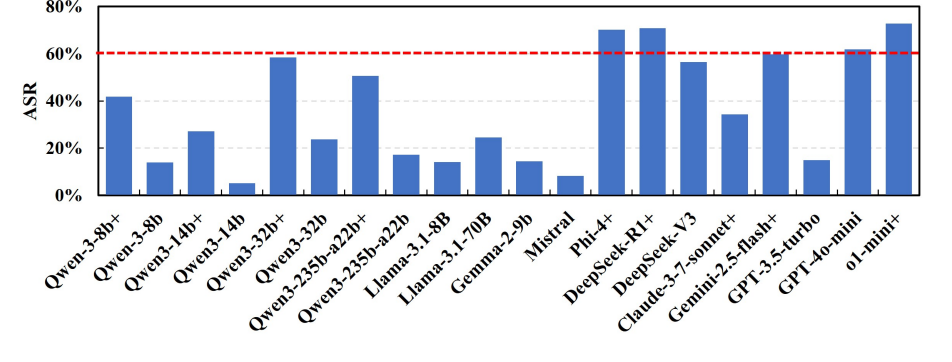 80%
60%
40%
20%
0%
ASR
Qwen-3-8b+
Qwen-3-8b
Qwen3-14b+
Qwen3-14b
Qwen3-32b+
Qwen3-32b
Qwen3-235b-a22b+
Qwen3-235b-a22b
Llama-3.1-8B
Llama-3.1-70B
Gemma-2-9b
Mistral
Phi-4+
DeepSeek-R1+
DeepSeek-V3
Claude-3-7-sonnet+
Gemini-2.5-flash+
GPT-3.5-turbo
GPT-4o-mini
o1-mini+